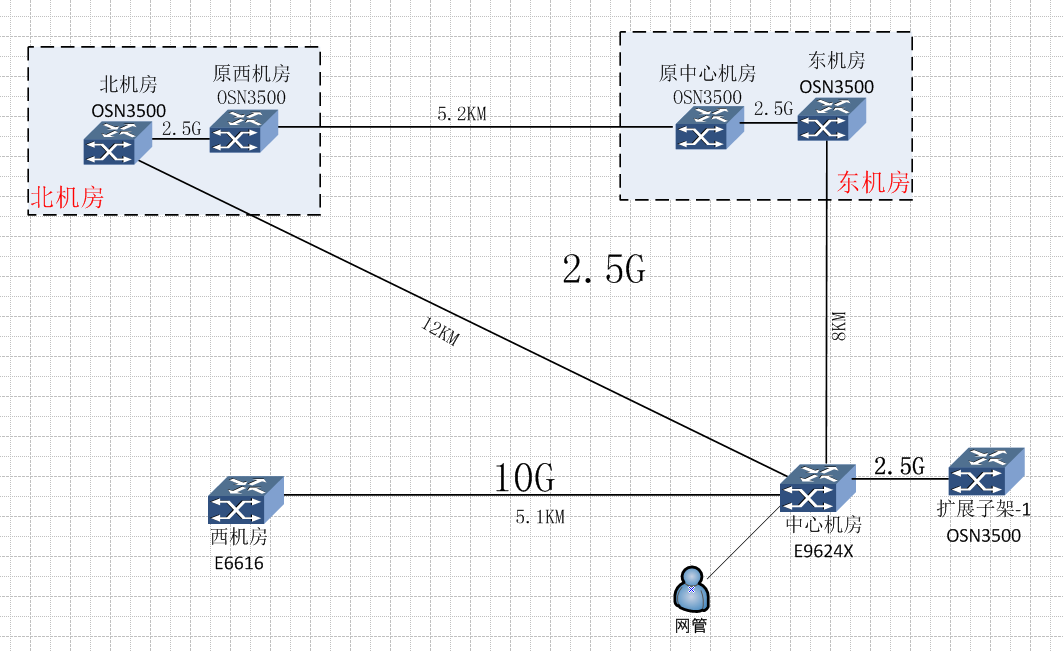 北机房
OSN3500
2.5G
原西机房
OSN3500
北机房
5.2KM
原中心机房
OSN3500
2.5G
东机房
OSN3500
东机房
2.5G
12KM
8KM
10G
5.1KM
西机房
E6616
中心机房
E9624X
2.5G
扩展子架-1
OSN3500
网管